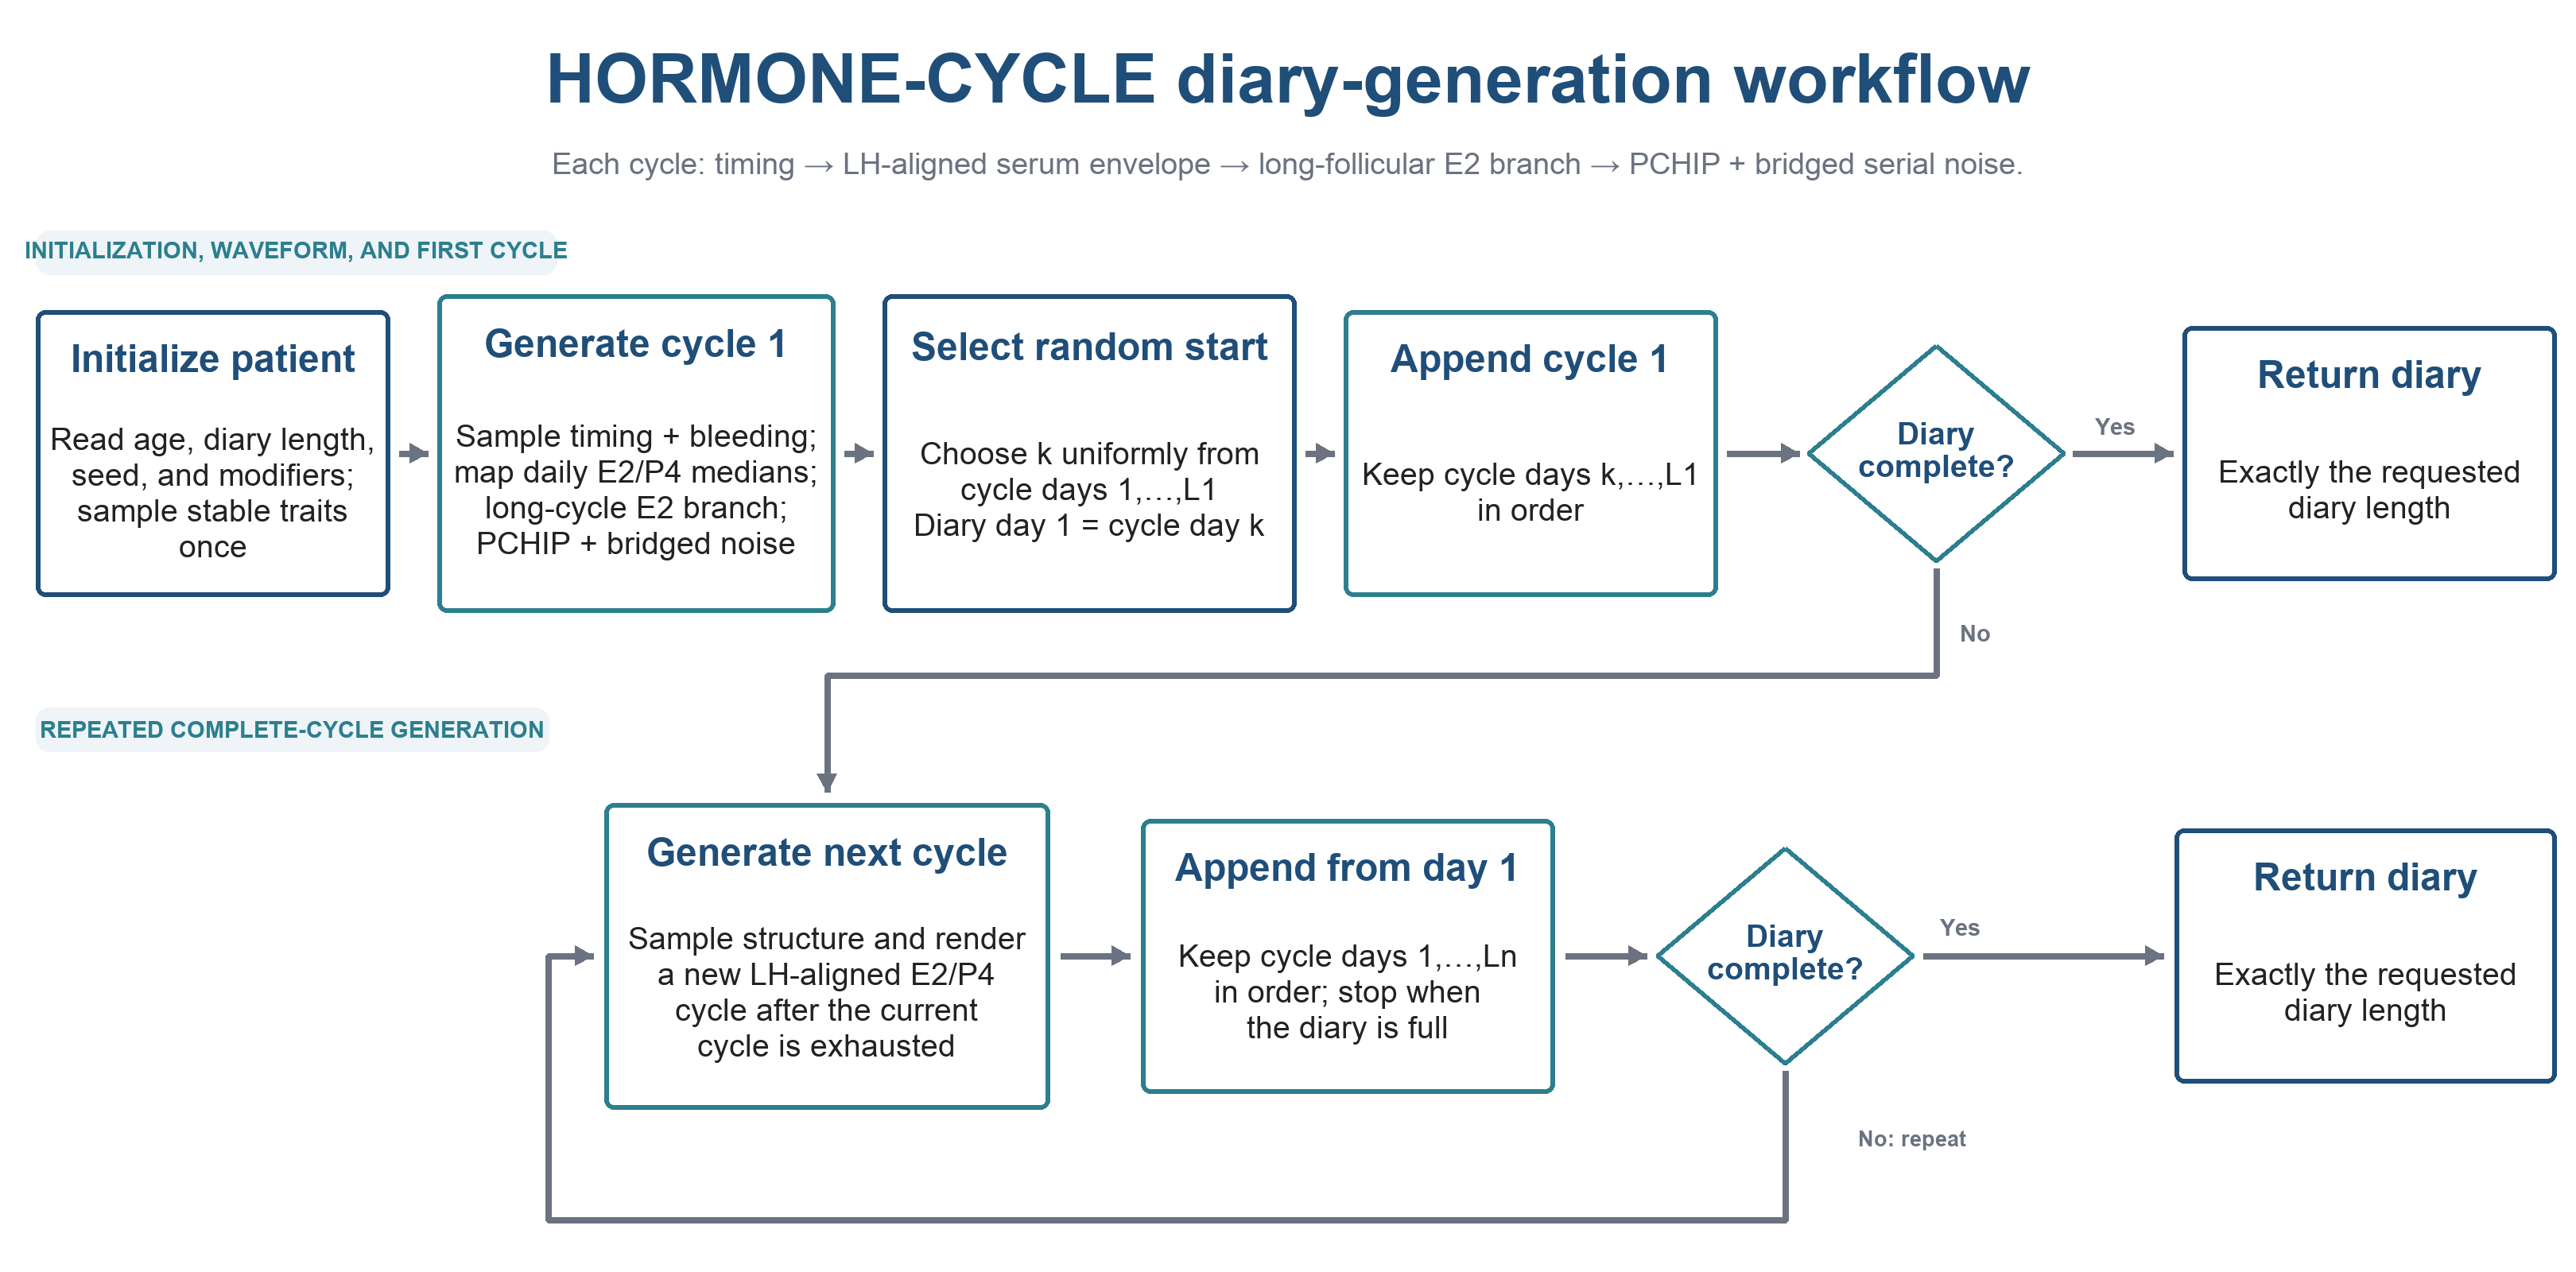 HORMONE-CYCLE diary-generation workflow
Each cycle: timing → LH-aligned serum envelope → long-follicular E2 branch → PCHIP + bridged serial noise.
INITIALIZATION, WAVEFORM, AND FIRST CYCLE
Initialize patient
Read age, diary length,
seed, and modifiers;
sample stable traits
once
Generate cycle 1
Sample timing + bleeding;
map daily E2/P4 medians;
long-cycle E2 branch;
PCHIP + bridged noise
Select random start
Choose k uniformly from
cycle days 1,...,L1
Diary day 1 = cycle day k
Append cycle 1
Keep cycle days k,...,L1
in order
Diary
complete?
Yes
Return diary
Exactly the requested
diary length
No
REPEATED COMPLETE-CYCLE GENERATION
Generate next cycle
Sample structure and render
a new LH-aligned E2/P4
cycle after the current
cycle is exhausted
Append from day 1
Keep cycle days 1,...,Ln
in order; stop when
the diary is full
Diary
complete?
Yes
Return diary
Exactly the requested
diary length
No: repeat